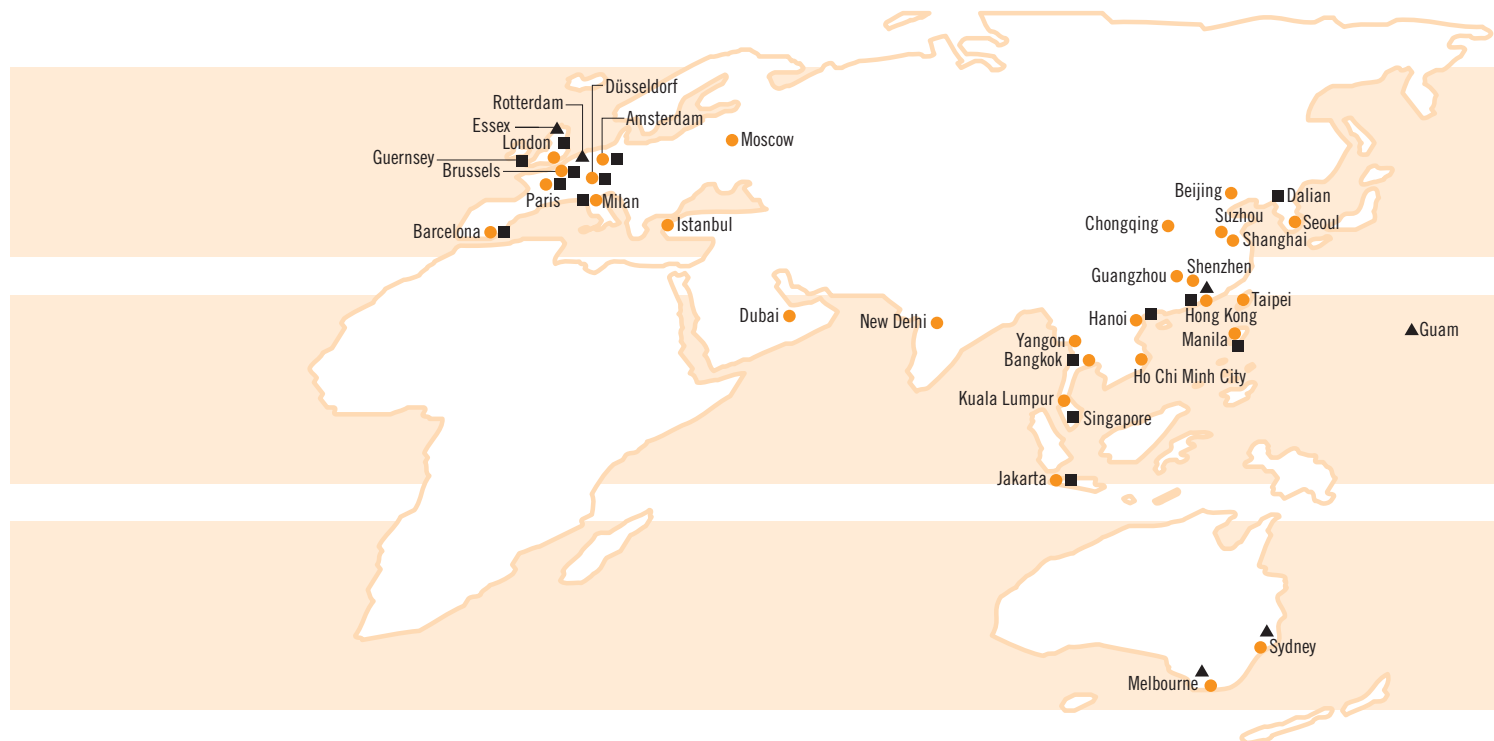 Düsseldorf
Rotterdam
Amsterdam
Essex
London
Moscow
Guernsey
Brussels
Paris
Milan
Barcelona
Istanbul
Beijing
Dalian
Chongqing
Suzhou
Seoul
Shanghai
Guangzhou
Shenzhen
Dubai
New Delhi
Hanoi
Hong Kong
Taipei
Manila
Guam
Yangon
Bangkok
Ho Chi Minh City
Kuala Lumpur
Singapore
Jakarta
Sydney
Melbourne